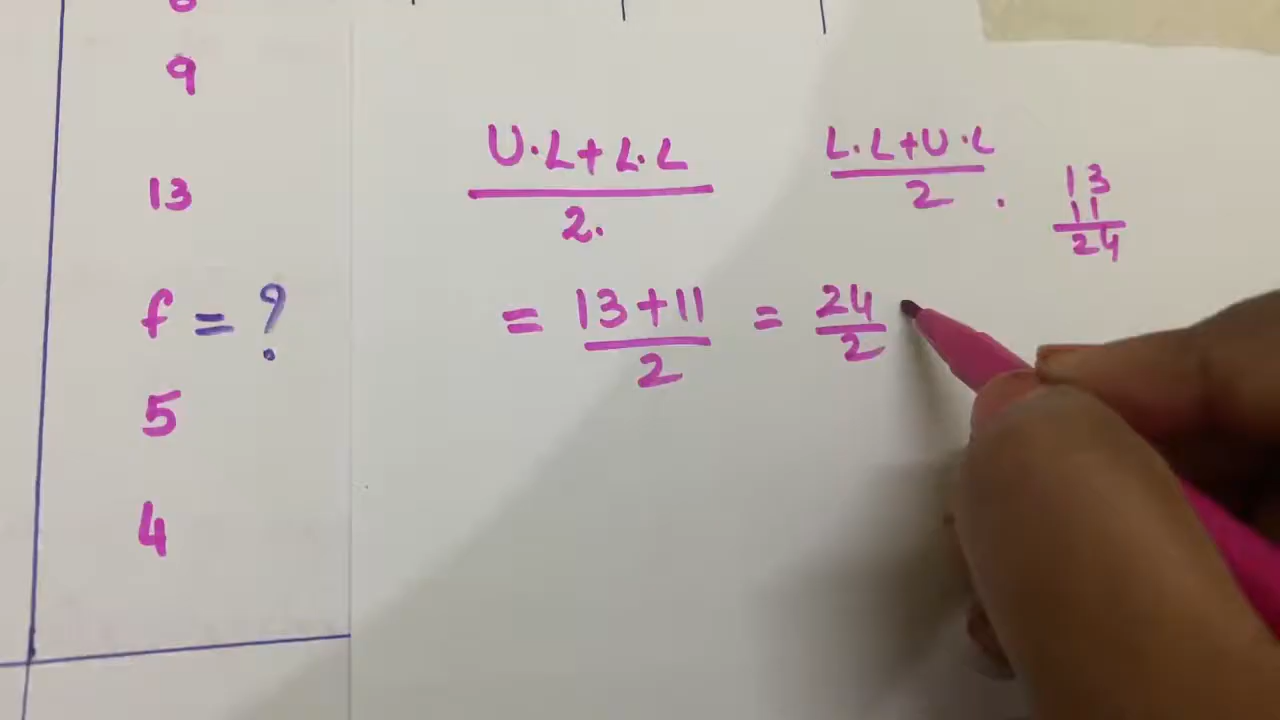 9
13
f = ?
5
4
U.L + L.L
2.
L.L + U.L
2 .
13
11
24
= 13 + 11 = 24
2 2